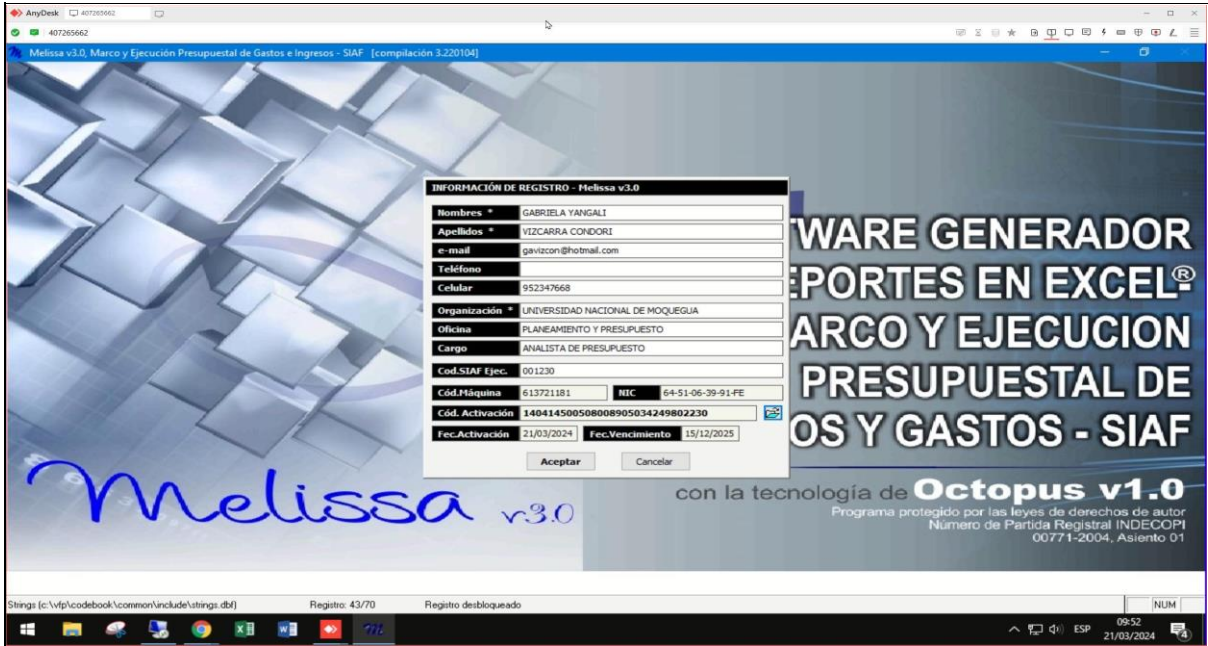 AnyDesk 407265662
407265662
Melissa v3.0, Marco y Ejecución Presupuestal de Gastos e Ingresos - SIAF [compilación 3.220104]
INFORMACIÓN DE REGISTRO - Melissa v3.0
Nombres * GABRIELA YANGALI
Apellidos * VIZCARRA CONDORI
e-mail gavizcon@hotmail.com
Teléfono
Celular 952347668
Organización * UNIVERSIDAD NACIONAL DE MOQUEGUA
Oficina PLANEAMIENTO Y PRESUPUESTO
Cargo ANALISTA DE PRESUPUESTO
Cod.SIAF Ejec. 001230
Cód.Máquina 613721181 NIC 64-51-06-39-91-FE
Cód. Activación 140414500508008905034249802230
Fec.Activación 21/03/2024 Fec.Vencimiento 15/12/2025
Aceptar Cancelar
WARE GENERADOR
EPORTES EN EXCEL®
ARCO Y EJECUCION
PRESUPUESTAL DE
OS Y GASTOS - SIAF
Melissa v3.0
con la tecnología de Octopus v1.0
Programa protegido por las leyes de derechos de autor
Número de Partida Registral INDECOPI
00771-2004, Asiento 01
Strings (c:\vfp\codebook\common\include\strings.dbf) Registro: 43/70 Registro desbloqueado NUM
ESP 09:52
21/03/2024 4